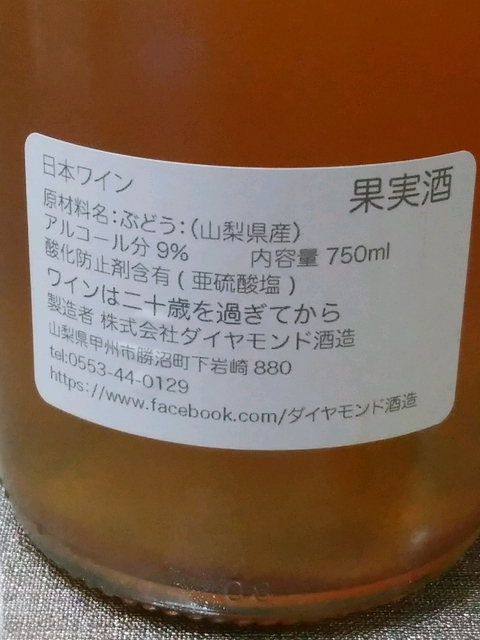 日本ワイン
果実酒
原材料名：ぶどう：（山梨県産）
アルコール分 9%
内容量 750ml
酸化防止剤含有 ( 亜硫酸塩 )
ワインは二十歳を過ぎてから
製造者 株式会社ダイヤモンド酒造
山梨県甲州市勝沼町下岩崎 880
tel:0553-44-0129
https://www.facebook.com/ダイヤモンド酒造